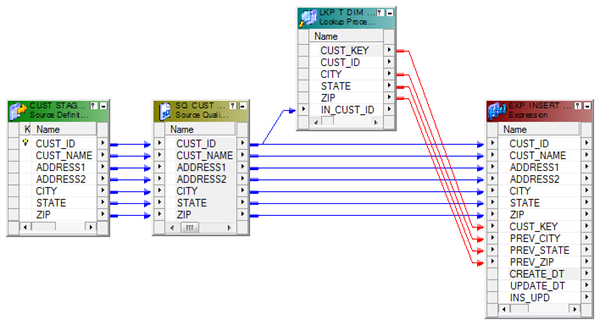 LKP T DIM ...
Lookup Proce...
Name
CUST_KEY
CUST_ID
CITY
STATE
ZIP
IN_CUST_ID
CUST STAG...
Source Definit...
K Name
CUST_ID
CUST_NAME
ADDRESS1
ADDRESS2
CITY
STATE
ZIP
SQ CUST ...
Source Quali...
Name
CUST_ID
CUST_NAME
ADDRESS1
ADDRESS2
CITY
STATE
ZIP
EXP INSERT ...
Expression
Name
CUST_ID
CUST_NAME
ADDRESS1
ADDRESS2
CITY
STATE
ZIP
CUST_KEY
PREV_CITY
PREV_STATE
PREV_ZIP
CREATE_DT
UPDATE_DT
INS_UPD